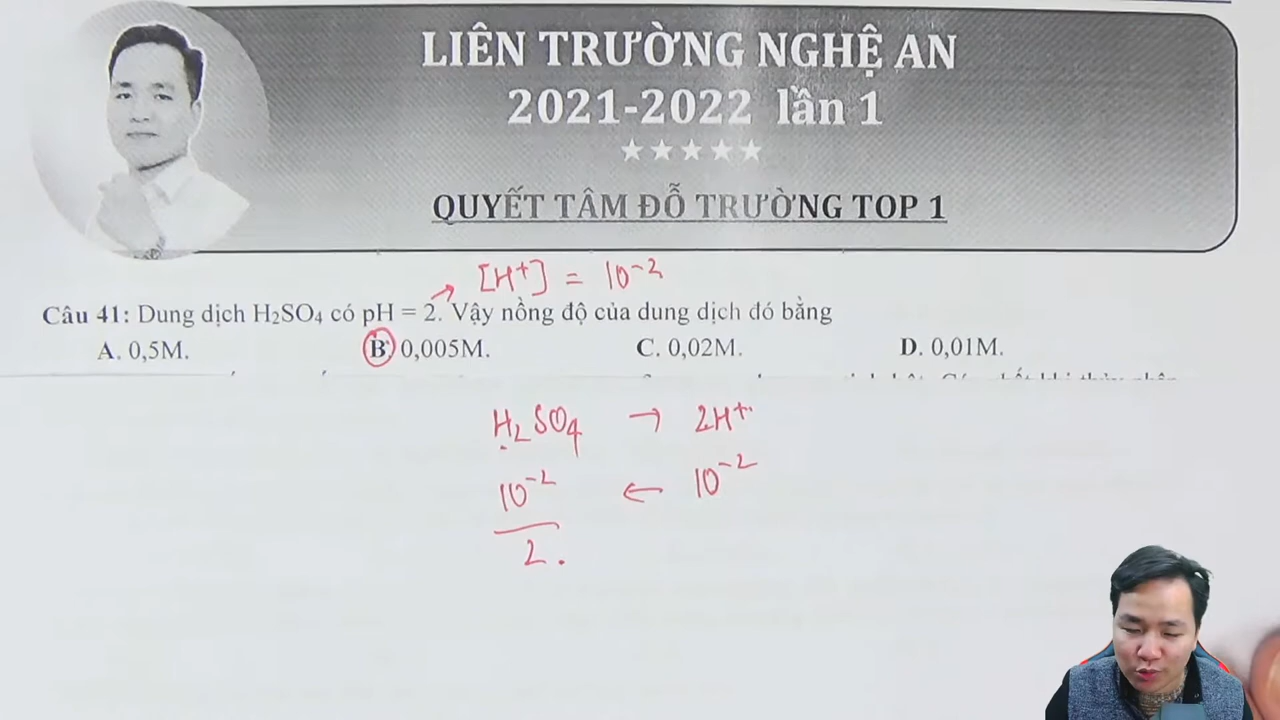 LIÊN TRƯỜNG NGHỆ AN
2021-2022 lần 1
QUYẾT TÂM ĐỖ TRƯỜNG TOP 1
→ [H⁺] = 10⁻²
Câu 41: Dung dịch H₂SO₄ có pH = 2. Vậy nồng độ của dung dịch đó bằng
A. 0,5M. B. 0,005M. C. 0,02M. D. 0,01M.
H₂SO₄ → 2H⁺
10⁻² ← 10⁻²
2.